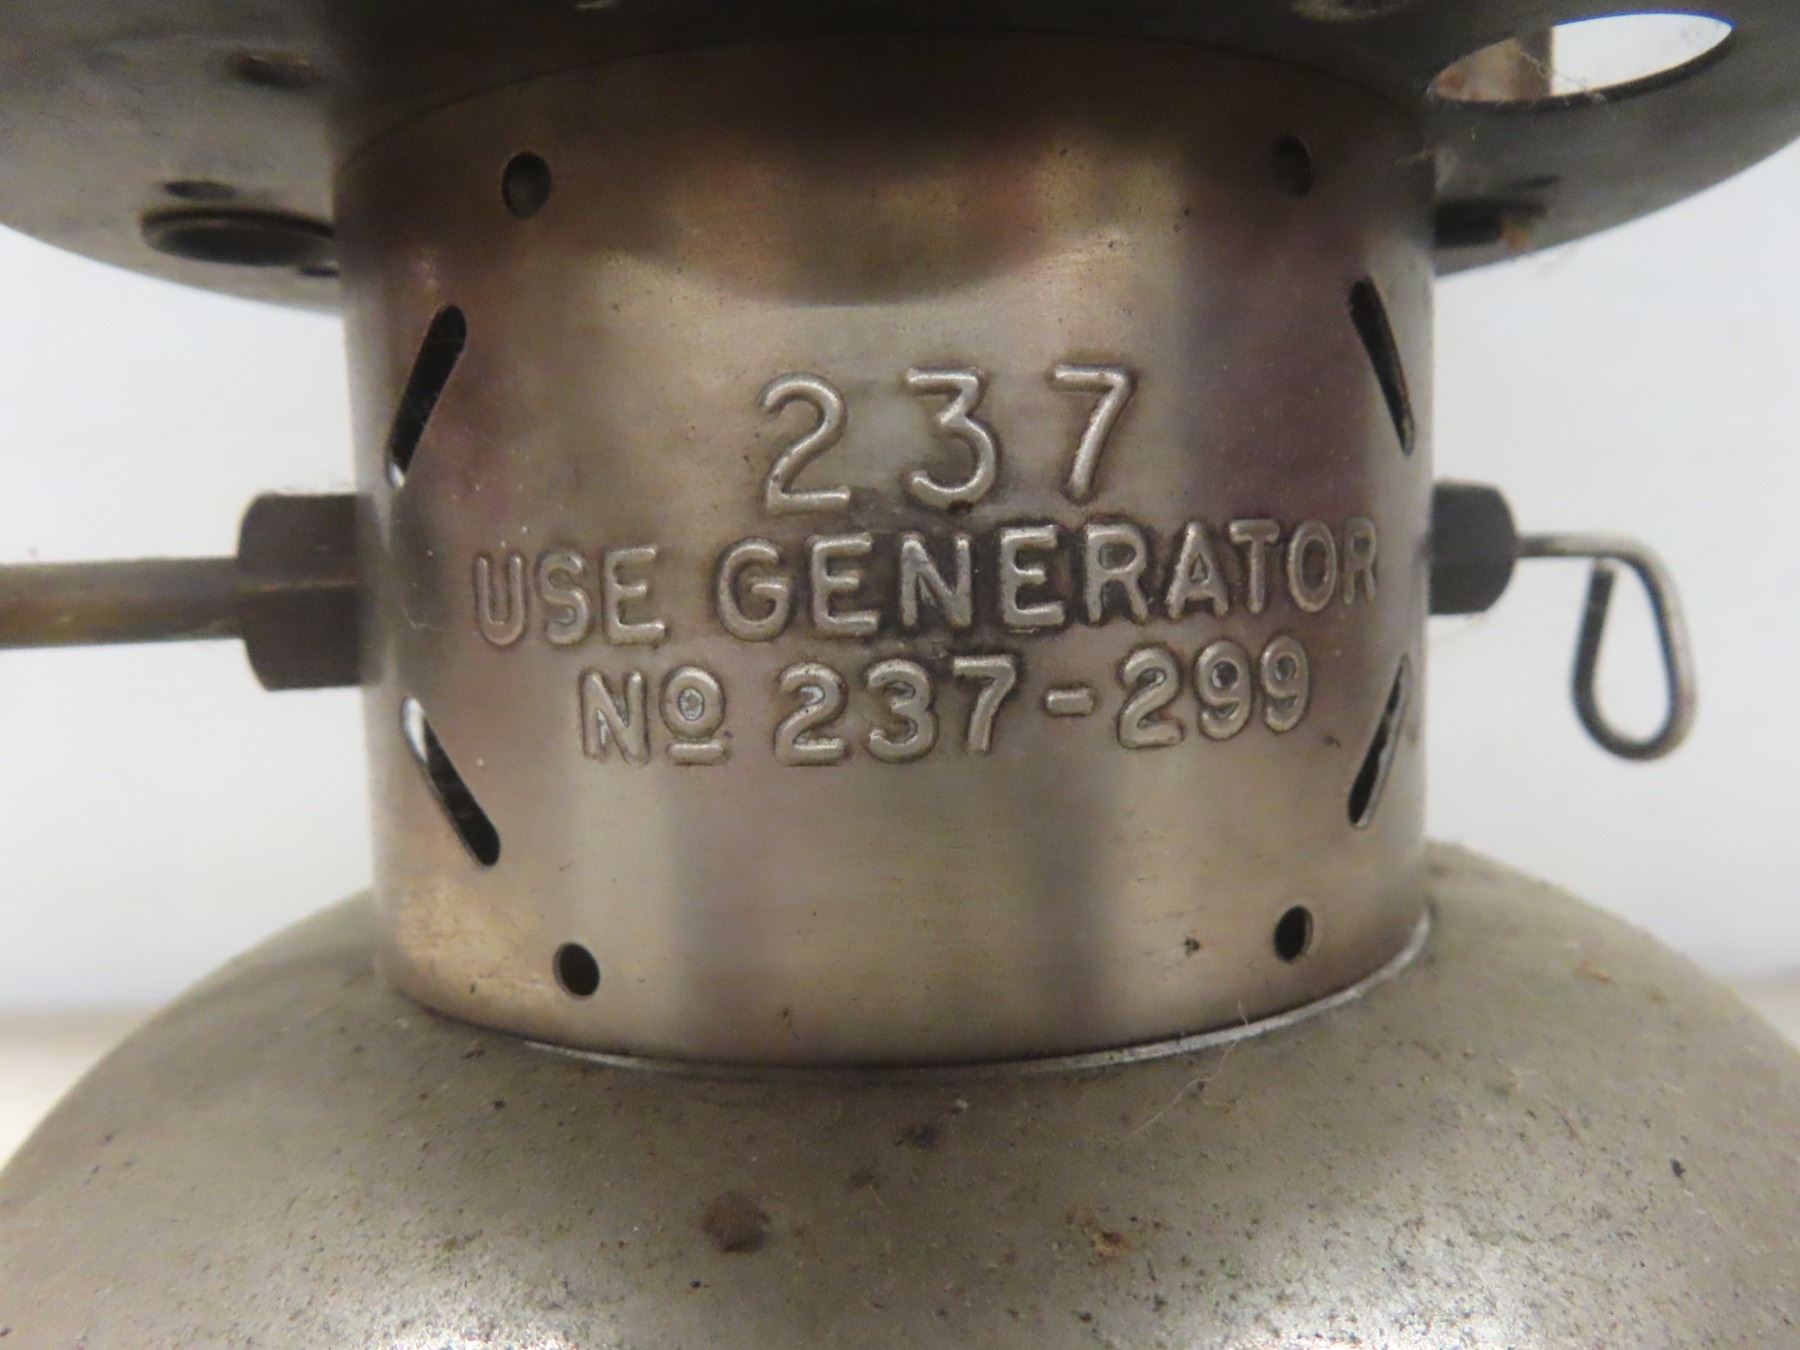 237
USE GENERATOR
Nº 237-299